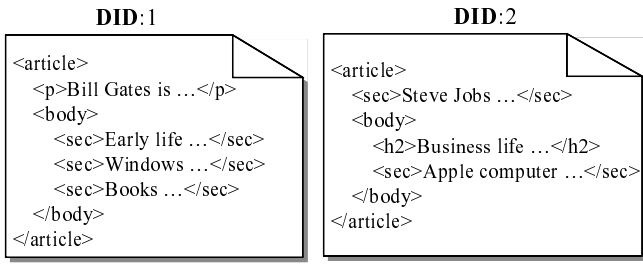 DID:1
<article>
<p>Bill Gates is …</p>
<body>
<sec>Early life …</sec>
<sec>Windows …</sec>
<sec>Books …</sec>
</body>
</article>
DID:2
<article>
<sec>Steve Jobs …</sec>
<body>
<h2>Business life …</h2>
<sec>Apple computer …</sec>
</body>
</article>